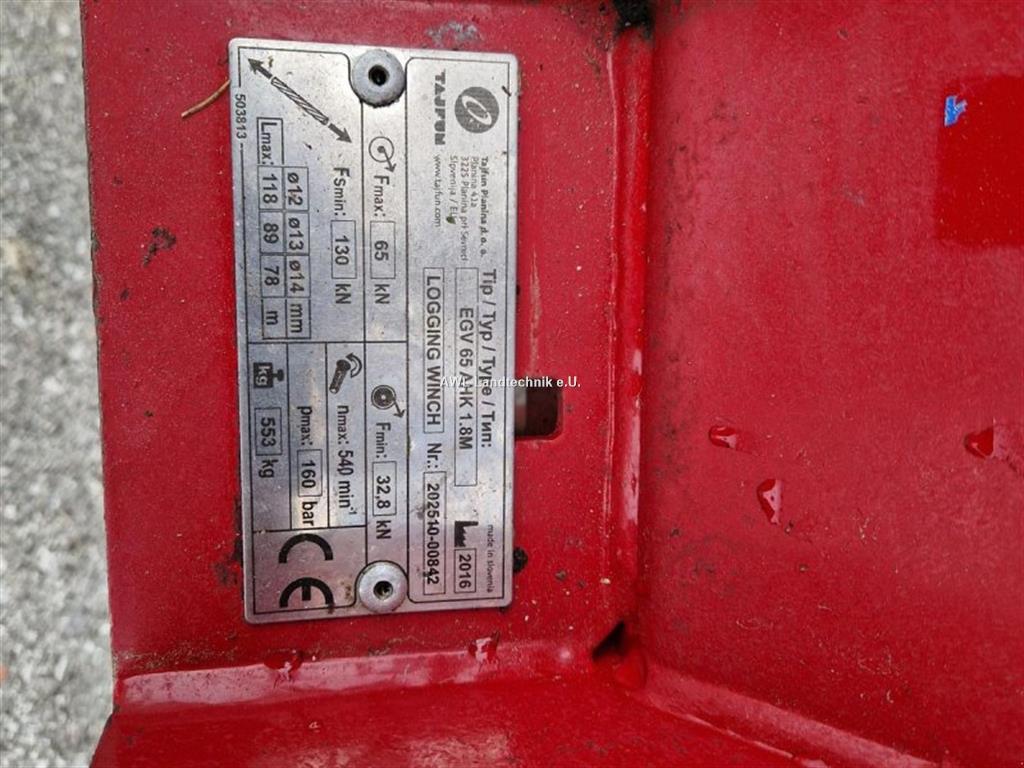 TAJFUN
Tajfun Planina d.o.o.
Planina 41a
3225 Planina pri Sevnici
Slovenija / EU
www.tajfun.com
made in slovenia
Tip / Typ / Type / Тип:
EGV 65 AHK 1.8M
2016
LOGGING WINCH Nr.: 202510-00842
Fmax: 65 kN
Fmin: 32,8 kN
Fsmin: 130 kN
nmax: 540 min-1
ø12 ø13 ø14 mm
Lmax: 118 89 78 m
pmax: 160 bar
kg 553 kg
CE
503813
AWL Landtechnik e.U.